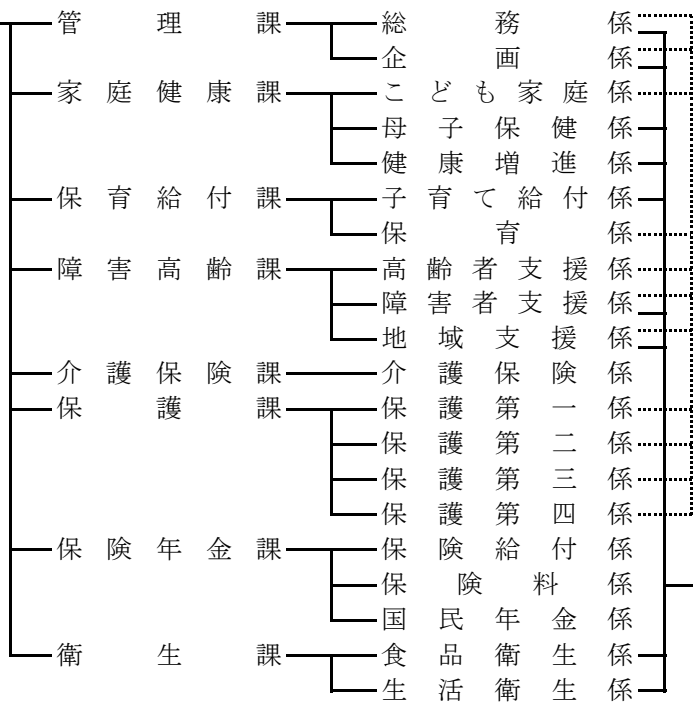 管理課 総務係
企画係
家庭健康課 こども家庭係
母子保健係
健康増進係
保育給付課 子育て給付係
保育係
障害高齢課 高齢者支援係
障害者支援係
地域支援係
介護保険課 介護保険係
保護課 保護第一係
保護第二係
保護第三係
保護第四係
保険年金課 保険給付係
保険料係
国民年金係
衛生課 食品衛生係
生活衛生係